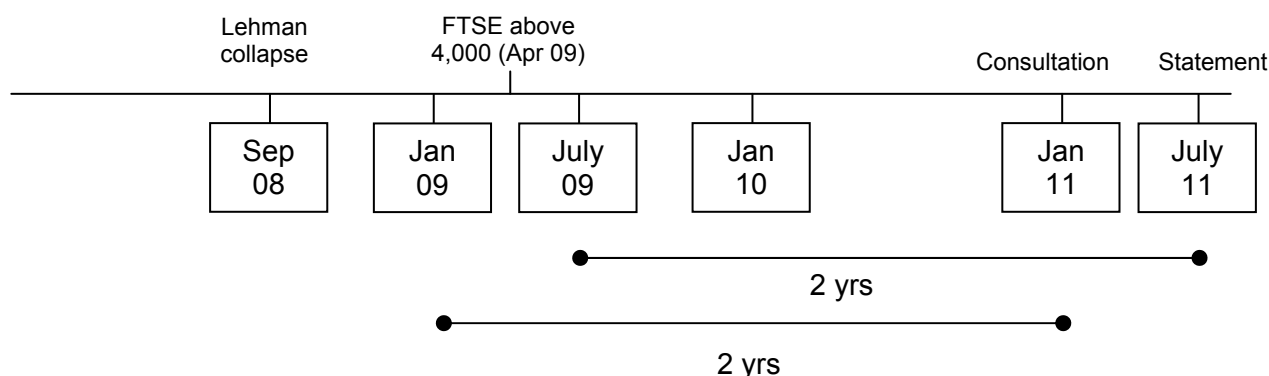 Lehman
collapse
FTSE above
4,000 (Apr 09)
Consultation
Statement
Sep
08
Jan
09
July
09
Jan
10
Jan
11
July
11
2 yrs
2 yrs